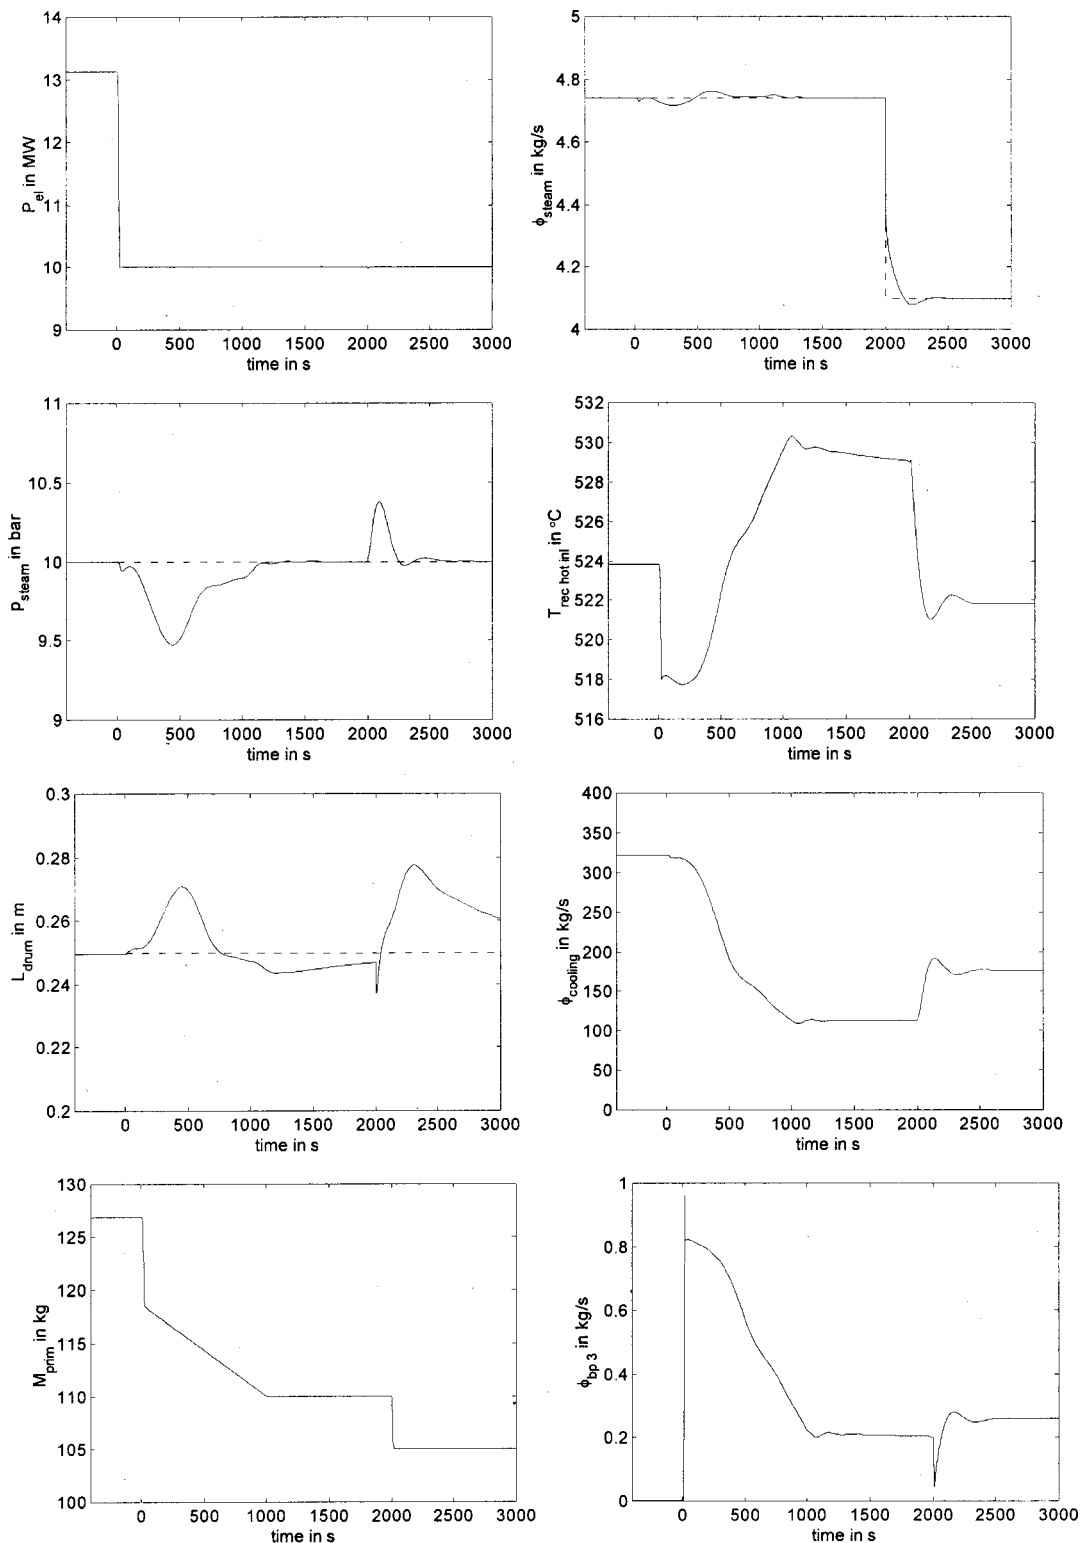 14
13
12
11
10
9
P_el in MW
0 500 1000 1500 2000 2500 3000
time in s
5
4.8
4.6
4.4
4.2
4
ϕ_steam in kg/s
0 500 1000 1500 2000 2500 3000
time in s
11
10.5
10
9.5
9
p_steam in bar
0 500 1000 1500 2000 2500 3000
time in s
532
530
528
526
524
522
520
518
516
T_rec hot inl in °C
0 500 1000 1500 2000 2500 3000
time in s
0.3
0.28
0.26
0.24
0.22
0.2
L_drum in m
0 500 1000 1500 2000 2500 3000
time in s
400
350
300
250
200
150
100
50
0
ϕ_cooling in kg/s
0 500 1000 1500 2000 2500 3000
time in s
130
125
120
115
110
105
100
M_prim in kg
0 500 1000 1500 2000 2500 3000
time in s
1
0.8
0.6
0.4
0.2
0
ϕ_bp 3 in kg/s
0 500 1000 1500 2000 2500 3000
time in s